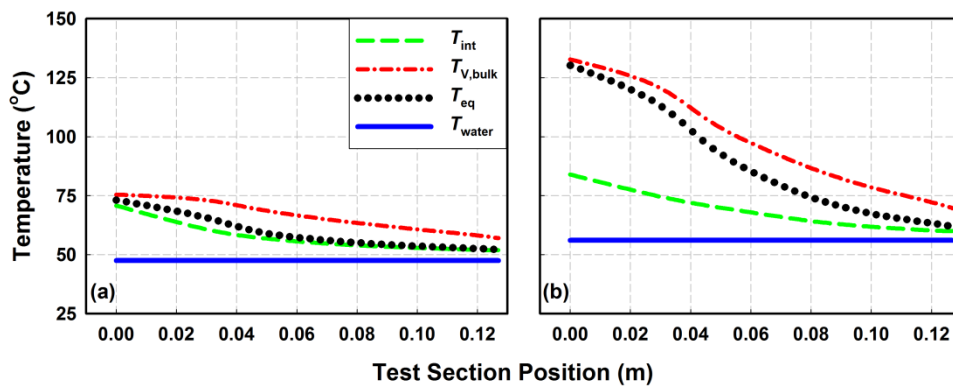 150
125
100
75
50
25
Temperature (°C)
T_int
T_V,bulk
T_eq
T_water
(a)
(b)
0.00 0.02 0.04 0.06 0.08 0.10 0.12
0.00 0.02 0.04 0.06 0.08 0.10 0.12
Test Section Position (m)